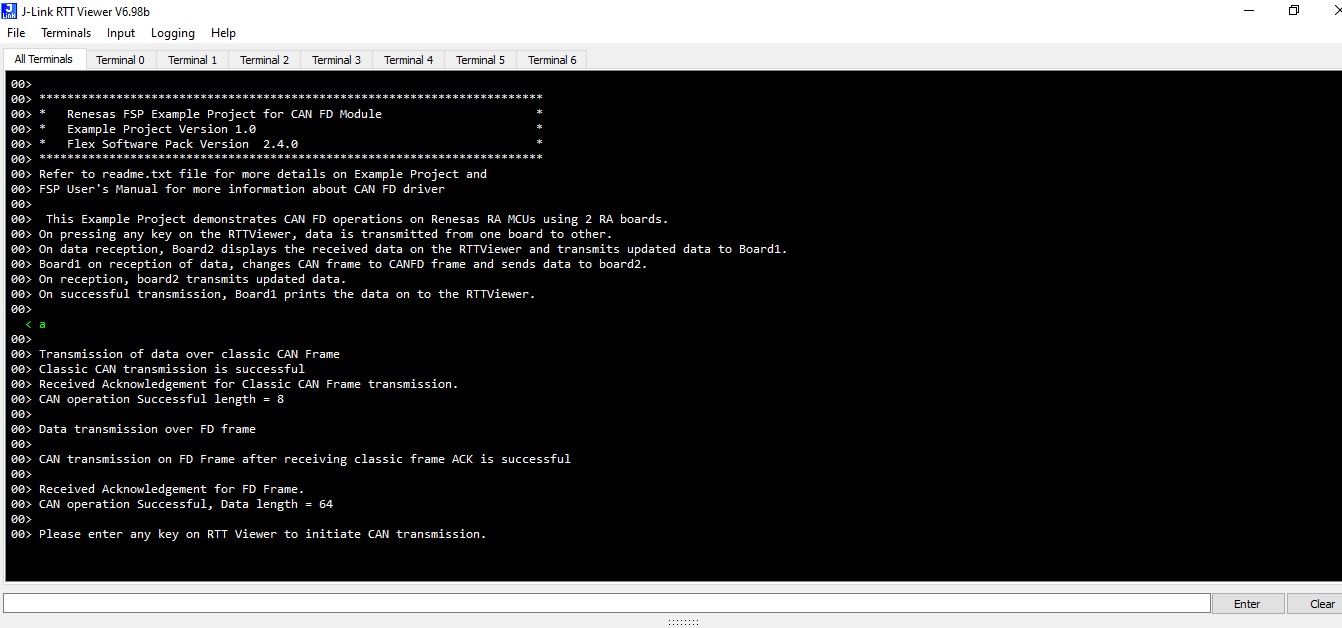 J-Link RTT Viewer V6.98b
File Terminals Input Logging Help
All Terminals Terminal 0 Terminal 1 Terminal 2 Terminal 3 Terminal 4 Terminal 5 Terminal 6
00>
00> ************************************************************************
00> *   Renesas FSP Example Project for CAN FD Module                      *
00> *   Example Project Version 1.0                                        *
00> *   Flex Software Pack Version  2.4.0                                  *
00> ************************************************************************
00> Refer to readme.txt file for more details on Example Project and
00> FSP User's Manual for more information about CAN FD driver
00>
00>  This Example Project demonstrates CAN FD operations on Renesas RA MCUs using 2 RA boards.
00> On pressing any key on the RTTViewer, data is transmitted from one board to other.
00> On data reception, Board2 displays the received data on the RTTViewer and transmits updated data to Board1.
00> Board1 on reception of data, changes CAN frame to CANFD frame and sends data to board2.
00> On reception, board2 transmits updated data.
00> On successful transmission, Board1 prints the data on to the RTTViewer.
00>
< a
00>
00> Transmission of data over classic CAN Frame
00> Classic CAN transmission is successful
00> Received Acknowledgement for Classic CAN Frame transmission.
00> CAN operation Successful length = 8
00>
00> Data transmission over FD frame
00>
00> CAN transmission on FD Frame after receiving classic frame ACK is successful
00>
00> Received Acknowledgement for FD Frame.
00> CAN operation Successful, Data length = 64
00>
00> Please enter any key on RTT Viewer to initiate CAN transmission.
Enter Clear